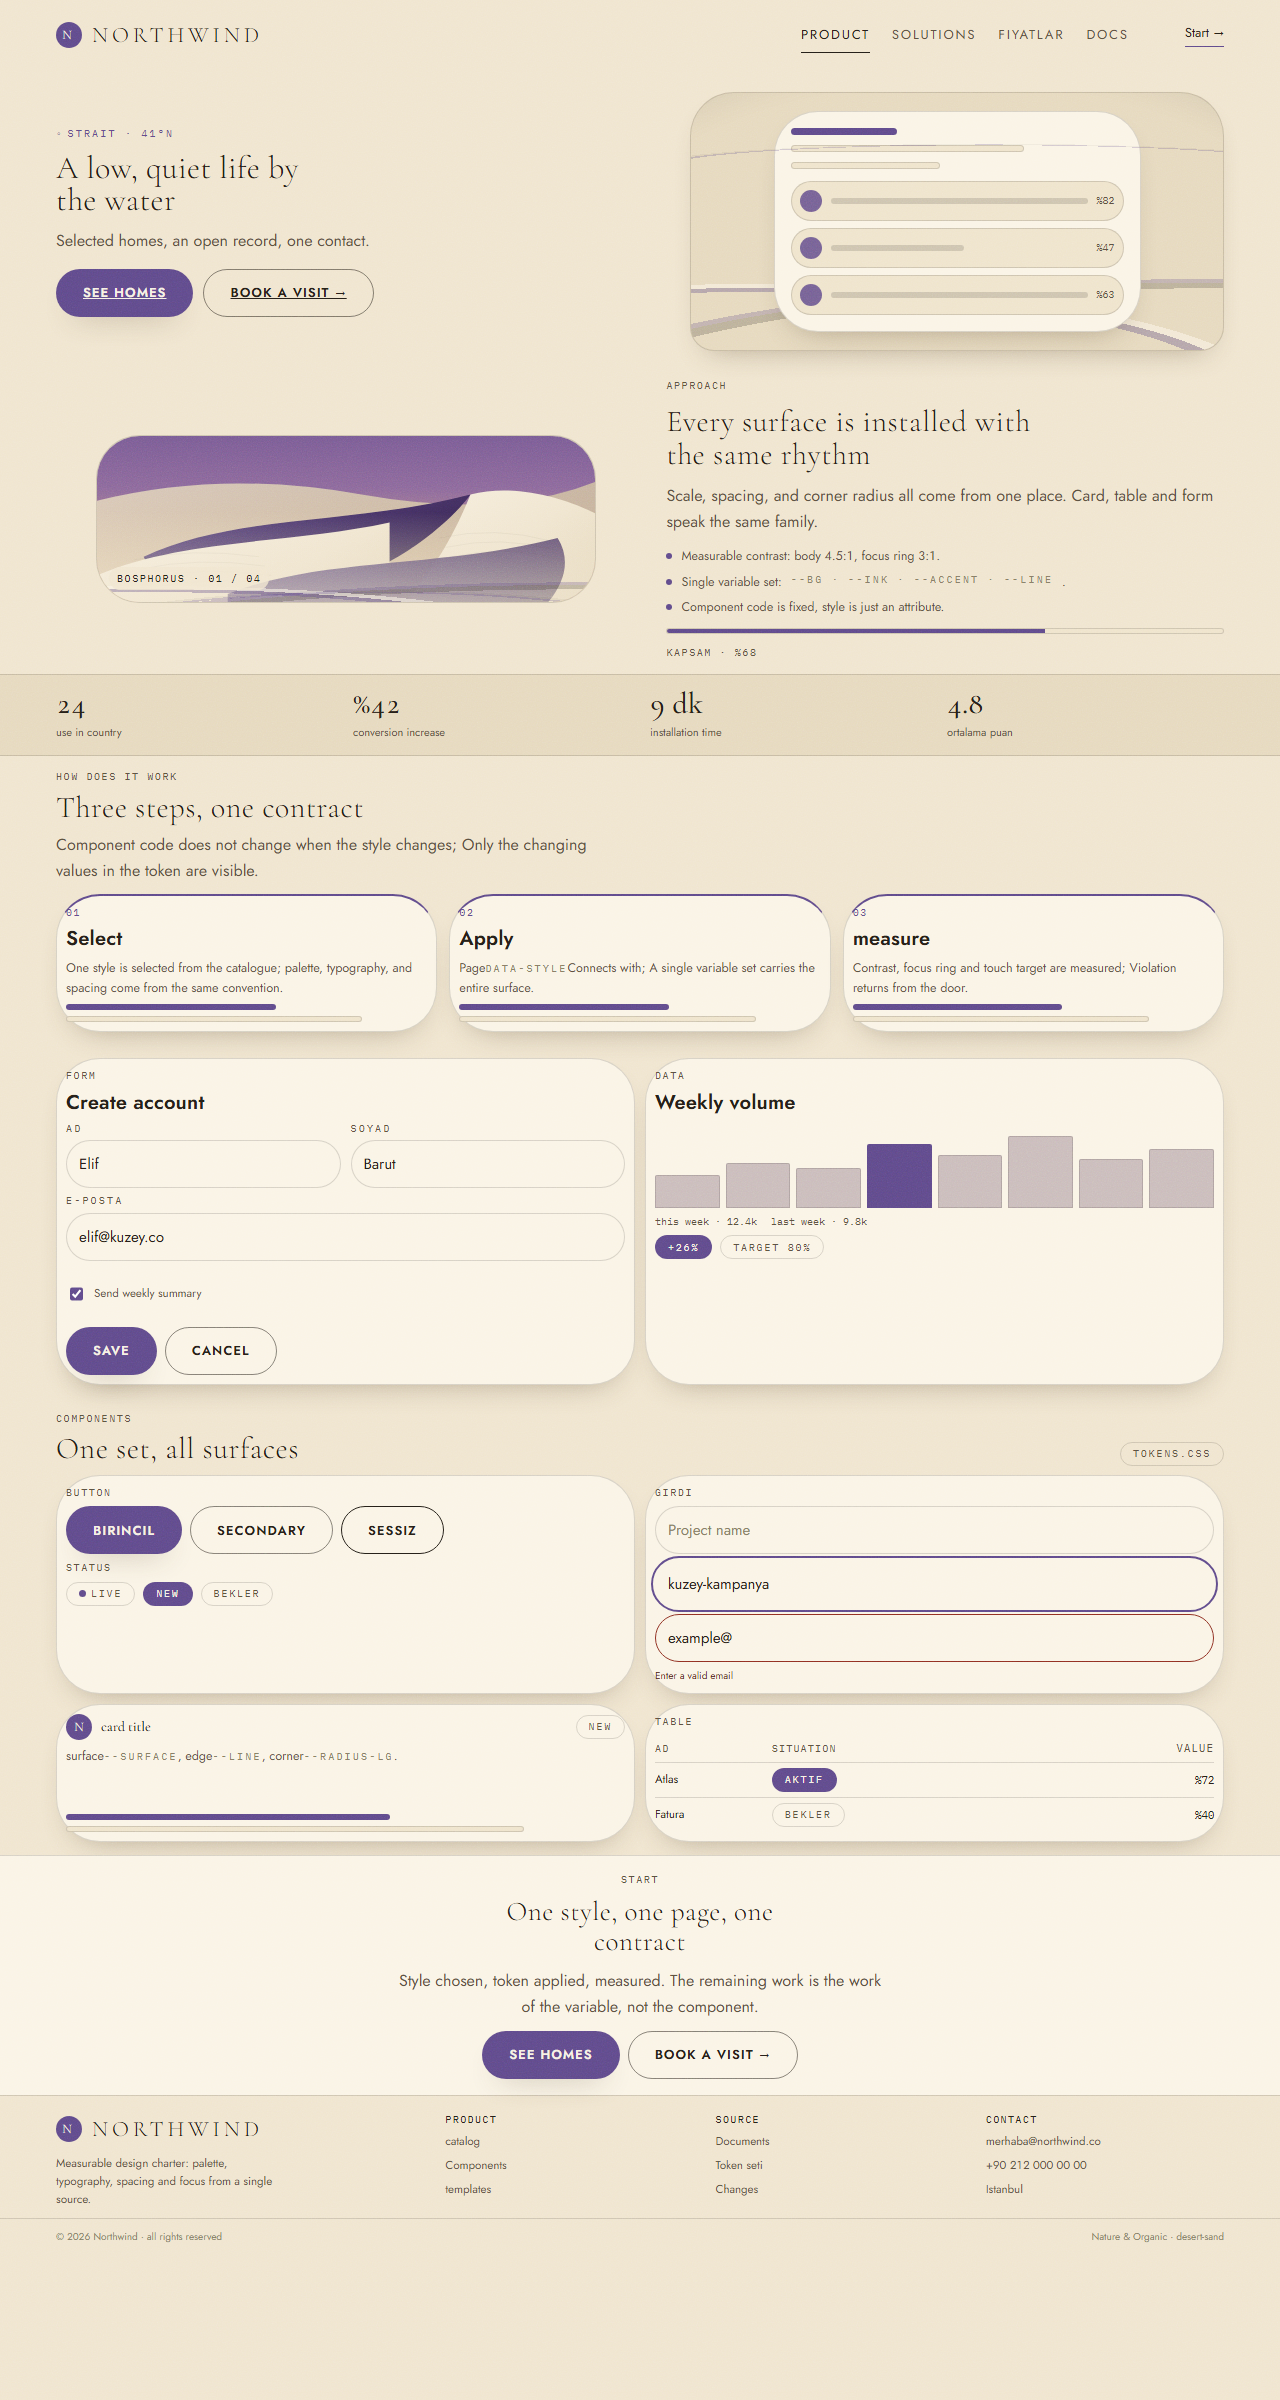 N NORTHWIND
PRODUCT SOLUTIONS FIYATLAR DOCS Start →
◦ STRAIT · 41°N
A low, quiet life by
the water
Selected homes, an open record, one contact.
SEE HOMES BOOK A VISIT →
%82
%47
%63
APPROACH
Every surface is installed with
the same rhythm
Scale, spacing, and corner radius all come from one place. Card, table and form
speak the same family.
Measurable contrast: body 4.5:1, focus ring 3:1.
Single variable set: --BG · --INK · --ACCENT · --LINE .
Component code is fixed, style is just an attribute.
KAPSAM · %68
BOSPHORUS · 01 / 04
24 %42 9 dk 4.8
use in country conversion increase installation time ortalama puan
HOW DOES IT WORK
Three steps, one contract
Component code does not change when the style changes; Only the changing
values in the token are visible.
01
Select
One style is selected from the catalogue; palette, typography, and
spacing come from the same convention.
02
Apply
PageDATA-STYLEConnects with; A single variable set carries the
entire surface.
03
measure
Contrast, focus ring and touch target are measured; Violation
returns from the door.
FORM
Create account
AD SOYAD
Elif Barut
E-POSTA
elif@kuzey.co
Send weekly summary
SAVE CANCEL
DATA
Weekly volume
this week · 12.4k last week · 9.8k
+26% TARGET 80%
COMPONENTS
One set, all surfaces
TOKENS.CSS
BUTTON
BIRINCIL SECONDARY SESSIZ
STATUS
LIVE NEW BEKLER
GIRDI
Project name
kuzey-kampanya
example@
Enter a valid email
N card title NEW
surface--SURFACE, edge--LINE, corner--RADIUS-LG.
TABLE
AD SITUATION VALUE
Atlas AKTIF %72
Fatura BEKLER %40
START
One style, one page, one
contract
Style chosen, token applied, measured. The remaining work is the work
of the variable, not the component.
SEE HOMES BOOK A VISIT →
N NORTHWIND
Measurable design charter: palette,
typography, spacing and focus from a single
source.
PRODUCT
catalog
Components
templates
SOURCE
Documents
Token seti
Changes
CONTACT
merhaba@northwind.co
+90 212 000 00 00
Istanbul
© 2026 Northwind · all rights reserved
Nature & Organic · desert-sand